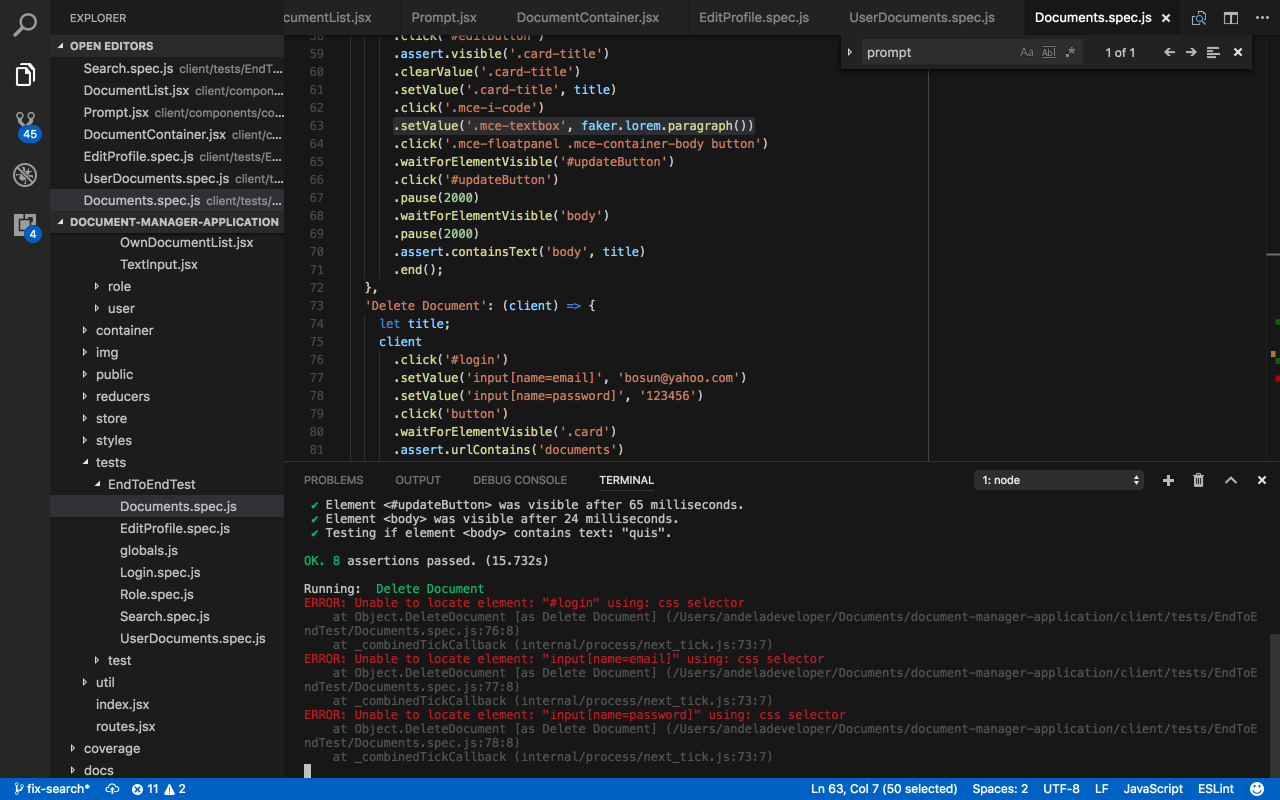 EXPLORER
OPEN EDITORS
Search.spec.js client/tests/EndT...
DocumentList.jsx client/compon...
Prompt.jsx client/components/co...
DocumentContainer.jsx client/c...
EditProfile.spec.js client/tests/E...
UserDocuments.spec.js client/t...
Documents.spec.js client/tests/...
DOCUMENT-MANAGER-APPLICATION
OwnDocumentList.jsx
TextInput.jsx
role
user
container
img
public
reducers
store
styles
tests
EndToEndTest
Documents.spec.js
EditProfile.spec.js
globals.js
Login.spec.js
Role.spec.js
Search.spec.js
UserDocuments.spec.js
test
util
index.jsx
routes.jsx
coverage
docs
45
4
cumentList.jsx
Prompt.jsx
DocumentContainer.jsx
EditProfile.spec.js
UserDocuments.spec.js
Documents.spec.js
prompt
Aa Abl .*
1 of 1
58 .click('#editButton')
59 .assert.visible('.card-title')
60 .clearValue('.card-title')
61 .setValue('.card-title', title)
62 .click('.mce-i-code')
63 .setValue('.mce-textbox', faker.lorem.paragraph())
64 .click('.mce-floatpanel .mce-container-body button')
65 .waitForElementVisible('#updateButton')
66 .click('#updateButton')
67 .pause(2000)
68 .waitForElementVisible('body')
69 .pause(2000)
70 .assert.containsText('body', title)
71 .end();
72 },
73 'Delete Document': (client) => {
74 let title;
75 client
76 .click('#login')
77 .setValue('input[name=email]', 'bosun@yahoo.com')
78 .setValue('input[name=password]', '123456')
79 .click('button')
80 .waitForElementVisible('.card')
81 .assert.urlContains('documents')
PROBLEMS OUTPUT DEBUG CONSOLE TERMINAL
1: node
✔ Element <#updateButton> was visible after 65 milliseconds.
✔ Element <body> was visible after 24 milliseconds.
✔ Testing if element <body> contains text: "quis".
OK. 8 assertions passed. (15.732s)
Running: Delete Document
ERROR: Unable to locate element: "#login" using: css selector
at Object.DeleteDocument [as Delete Document] (/Users/andeladeveloper/Documents/document-manager-application/client/tests/EndToE
ndTest/Documents.spec.js:76:8)
at _combinedTickCallback (internal/process/next_tick.js:73:7)
ERROR: Unable to locate element: "input[name=email]" using: css selector
at Object.DeleteDocument [as Delete Document] (/Users/andeladeveloper/Documents/document-manager-application/client/tests/EndToE
ndTest/Documents.spec.js:77:8)
at _combinedTickCallback (internal/process/next_tick.js:73:7)
ERROR: Unable to locate element: "input[name=password]" using: css selector
at Object.DeleteDocument [as Delete Document] (/Users/andeladeveloper/Documents/document-manager-application/client/tests/EndToE
ndTest/Documents.spec.js:78:8)
at _combinedTickCallback (internal/process/next_tick.js:73:7)
fix-search* 11 2 Ln 63, Col 7 (50 selected) Spaces: 2 UTF-8 LF JavaScript ESLint